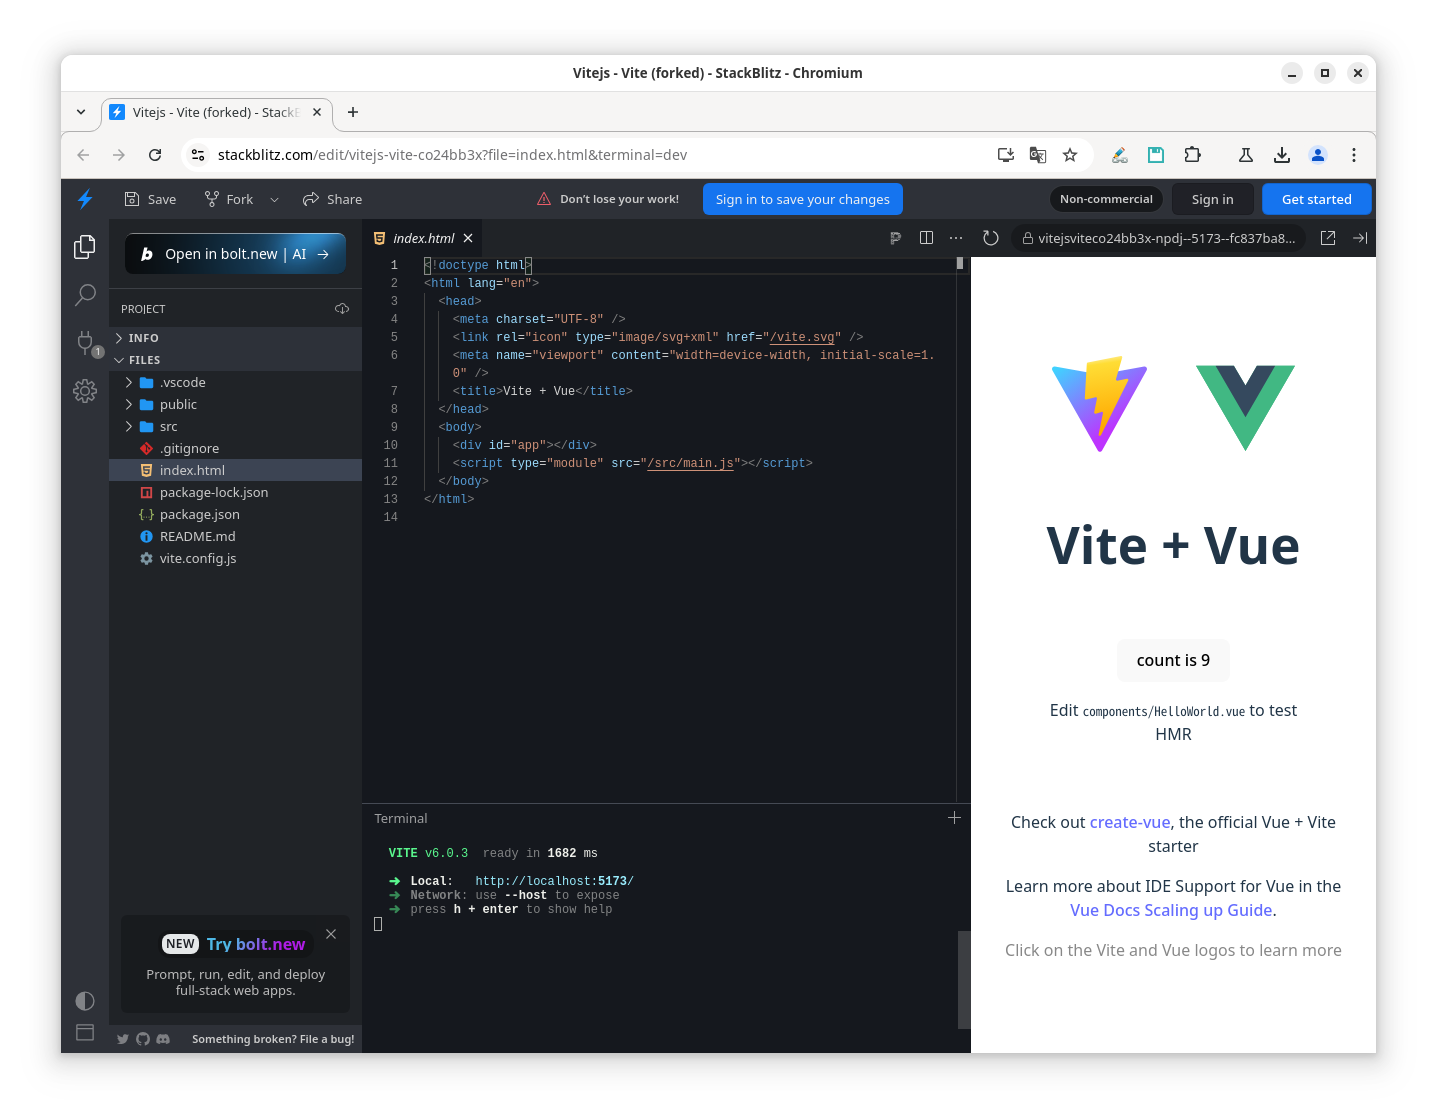 Vitejs - Vite (forked) - StackBlitz - Chromium
Vitejs - Vite (forked) - StackB
stackblitz.com/edit/vitejs-vite-co24bb3x?file=index.html&terminal=dev
Save
Fork
Share
Don't lose your work!
Sign in to save your changes
Non-commercial
Sign in
Get started
b Open in bolt.new | AI →
index.html
vitejsviteco24bb3x-npdj--5173--fc837ba8...
PROJECT
INFO
FILES
.vscode
public
src
.gitignore
index.html
package-lock.json
package.json
README.md
vite.config.js
1
1 <!doctype html>
2 <html lang="en">
3 <head>
4 <meta charset="UTF-8" />
5 <link rel="icon" type="image/svg+xml" href="/vite.svg" />
6 <meta name="viewport" content="width=device-width, initial-scale=1.
0" />
7 <title>Vite + Vue</title>
8 </head>
9 <body>
10 <div id="app"></div>
11 <script type="module" src="/src/main.js"></script>
12 </body>
13 </html>
14
Terminal
VITE v6.0.3 ready in 1682 ms
➜ Local: http://localhost:5173/
➜ Network: use --host to expose
➜ press h + enter to show help
NEW Try bolt.new
Prompt, run, edit, and deploy
full-stack web apps.
Something broken? File a bug!
Vite + Vue
count is 9
Edit components/HelloWorld.vue to test
HMR
Check out create-vue, the official Vue + Vite
starter
Learn more about IDE Support for Vue in the
Vue Docs Scaling up Guide.
Click on the Vite and Vue logos to learn more